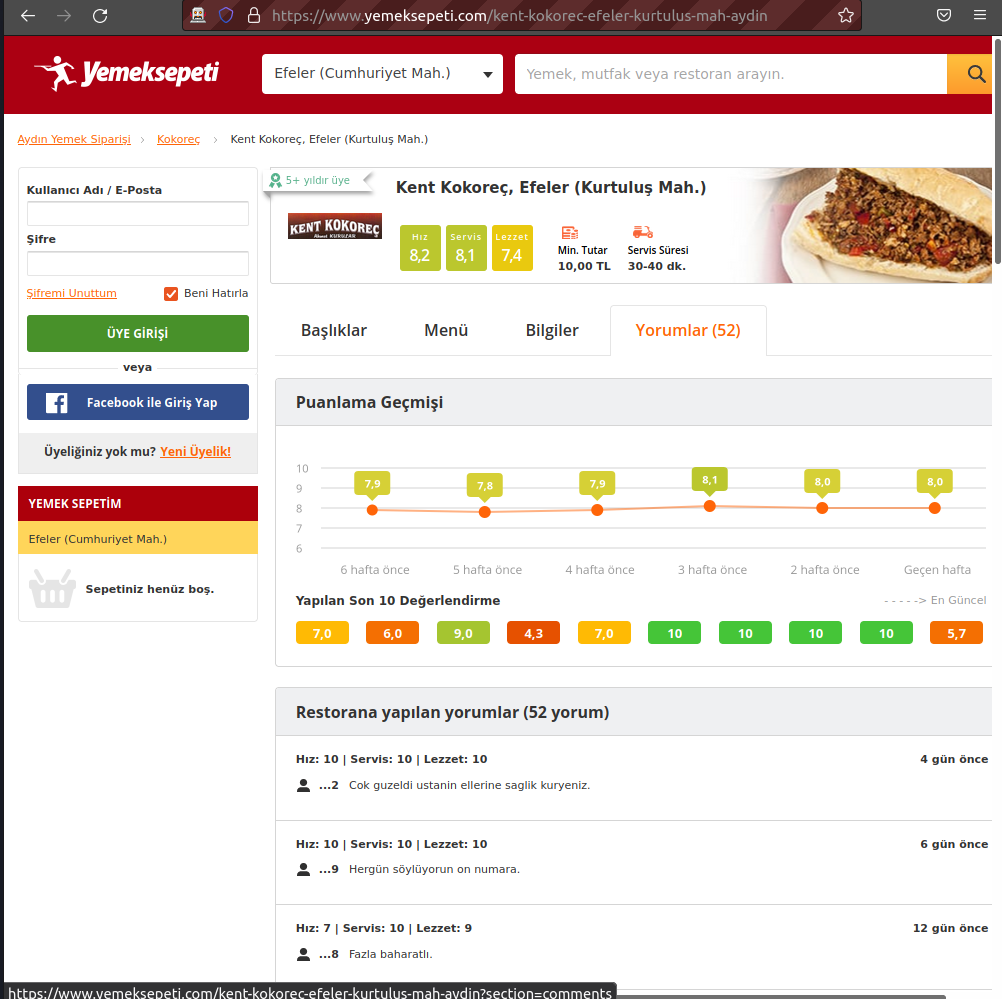 https://www.yemeksepeti.com/kent-kokorec-efeler-kurtulus-mah-aydin
Yemeksepeti
Efeler (Cumhuriyet Mah.)
Yemek, mutfak veya restoran arayın.
Aydın Yemek Siparişi > Kokoreç > Kent Kokoreç, Efeler (Kurtuluş Mah.)
Kullanıcı Adı / E-Posta
Şifre
Şifremi Unuttum
Beni Hatırla
ÜYE GİRİŞİ
veya
Facebook ile Giriş Yap
Üyeliğiniz yok mu? Yeni Üyelik!
YEMEK SEPETİM
Efeler (Cumhuriyet Mah.)
Sepetiniz henüz boş.
5+ yıldır üye
Kent Kokoreç, Efeler (Kurtuluş Mah.)
KENT KOKOREÇ
Hız
8,2
Servis
8,1
Lezzet
7,4
Min. Tutar
10,00 TL
Servis Süresi
30-40 dk.
Başlıklar
Menü
Bilgiler
Yorumlar (52)
Puanlama Geçmişi
10
9
8
7
6
7,9
7,8
7,9
8,1
8,0
8,0
6 hafta önce
5 hafta önce
4 hafta önce
3 hafta önce
2 hafta önce
Geçen hafta
Yapılan Son 10 Değerlendirme
- - - - -> En Güncel
7,0
6,0
9,0
4,3
7,0
10
10
10
10
5,7
Restorana yapılan yorumlar (52 yorum)
Hız: 10 | Servis: 10 | Lezzet: 10
4 gün önce
...2 Cok guzeldi ustanin ellerine saglik kuryeniz.
Hız: 10 | Servis: 10 | Lezzet: 10
6 gün önce
...9 Hergün söylüyorun on numara.
Hız: 7 | Servis: 10 | Lezzet: 9
12 gün önce
...8 Fazla baharatlı.
https://www.yemeksepeti.com/kent-kokorec-efeler-kurtulus-mah-aydin?section=comments